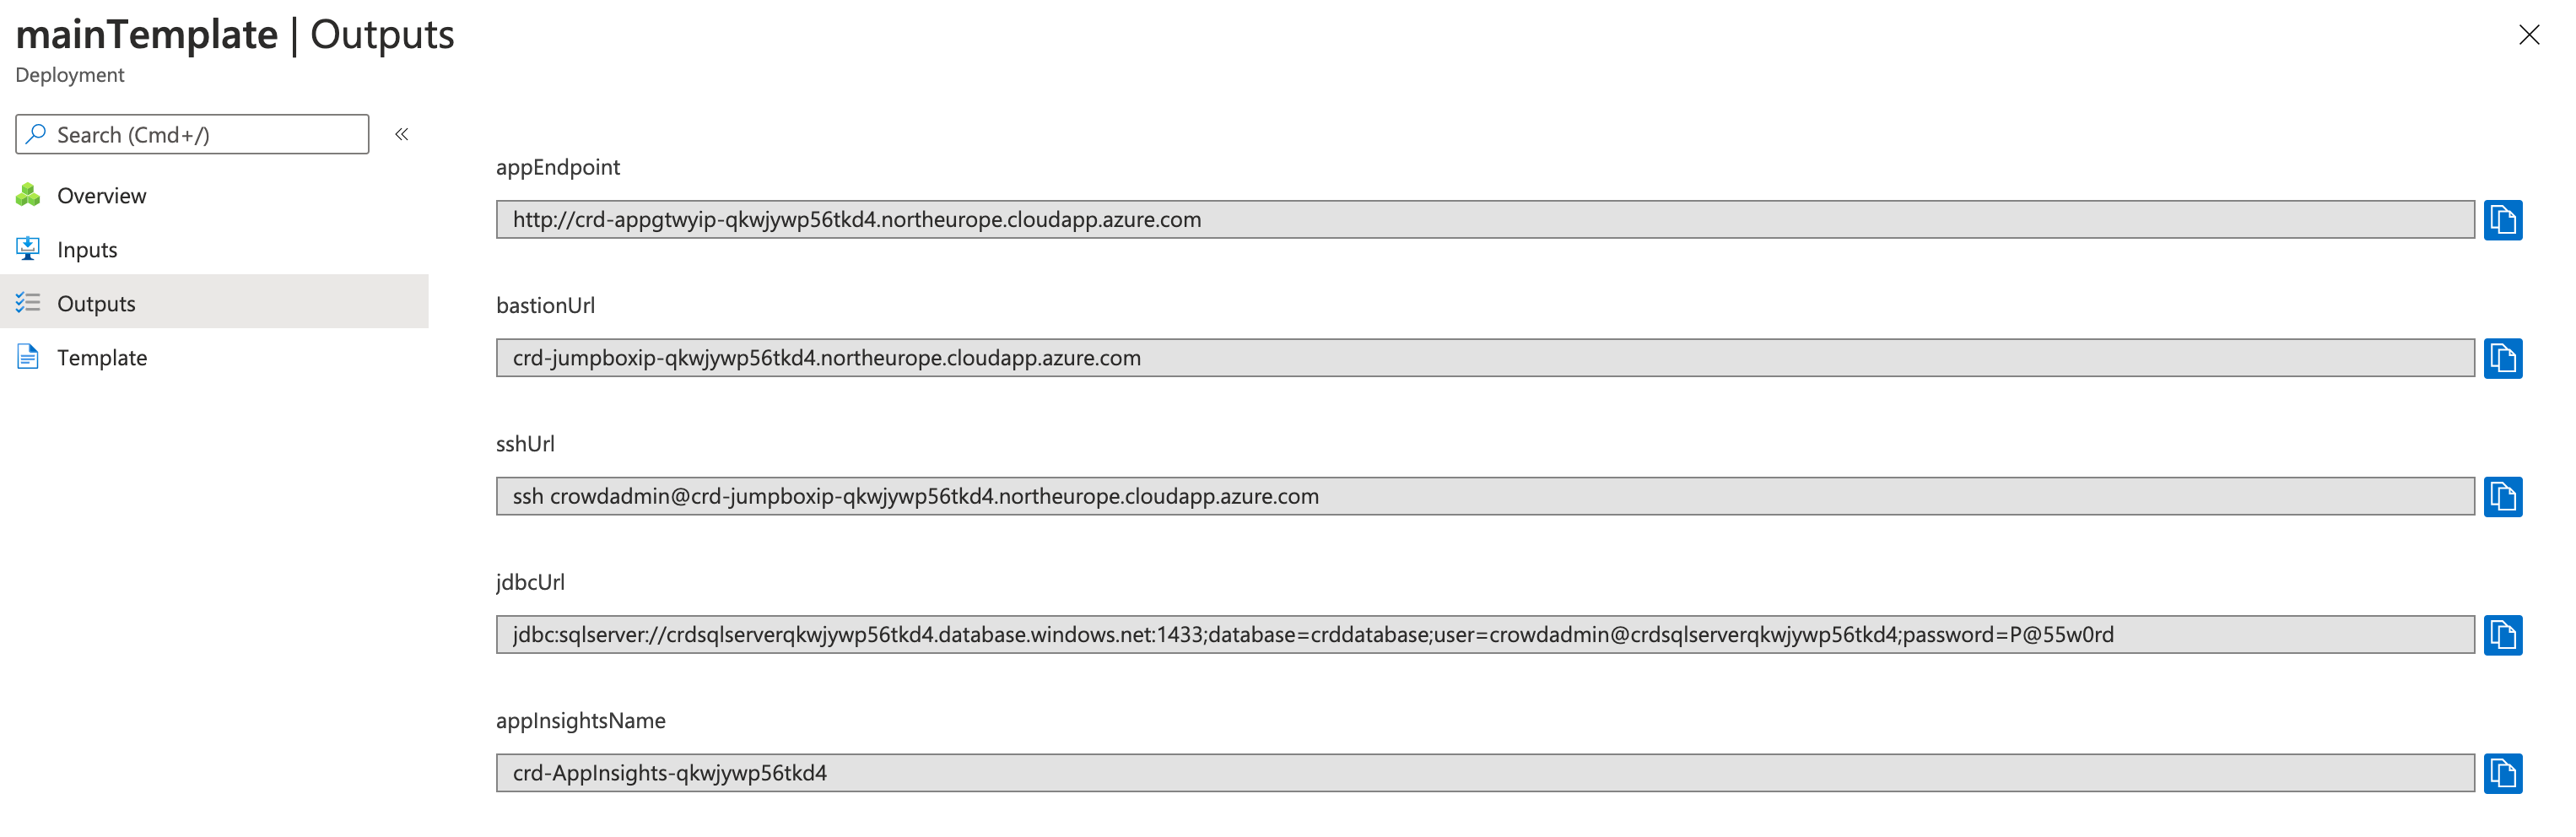 mainTemplate | Outputs
Deployment
Search (Cmd+/)
«
Overview
Inputs
Outputs
Template
appEndpoint
http://crd-appgtwyip-qkwjywp56tkd4.northeurope.cloudapp.azure.com
bastionUrl
crd-jumpboxip-qkwjywp56tkd4.northeurope.cloudapp.azure.com
sshUrl
ssh crowdadmin@crd-jumpboxip-qkwjywp56tkd4.northeurope.cloudapp.azure.com
jdbcUrl
jdbc:sqlserver://crdsqlserverqkwjywp56tkd4.database.windows.net:1433;database=crddatabase;user=crowdadmin@crdsqlserverqkwjywp56tkd4;password=P@55w0rd
appInsightsName
crd-AppInsights-qkwjywp56tkd4